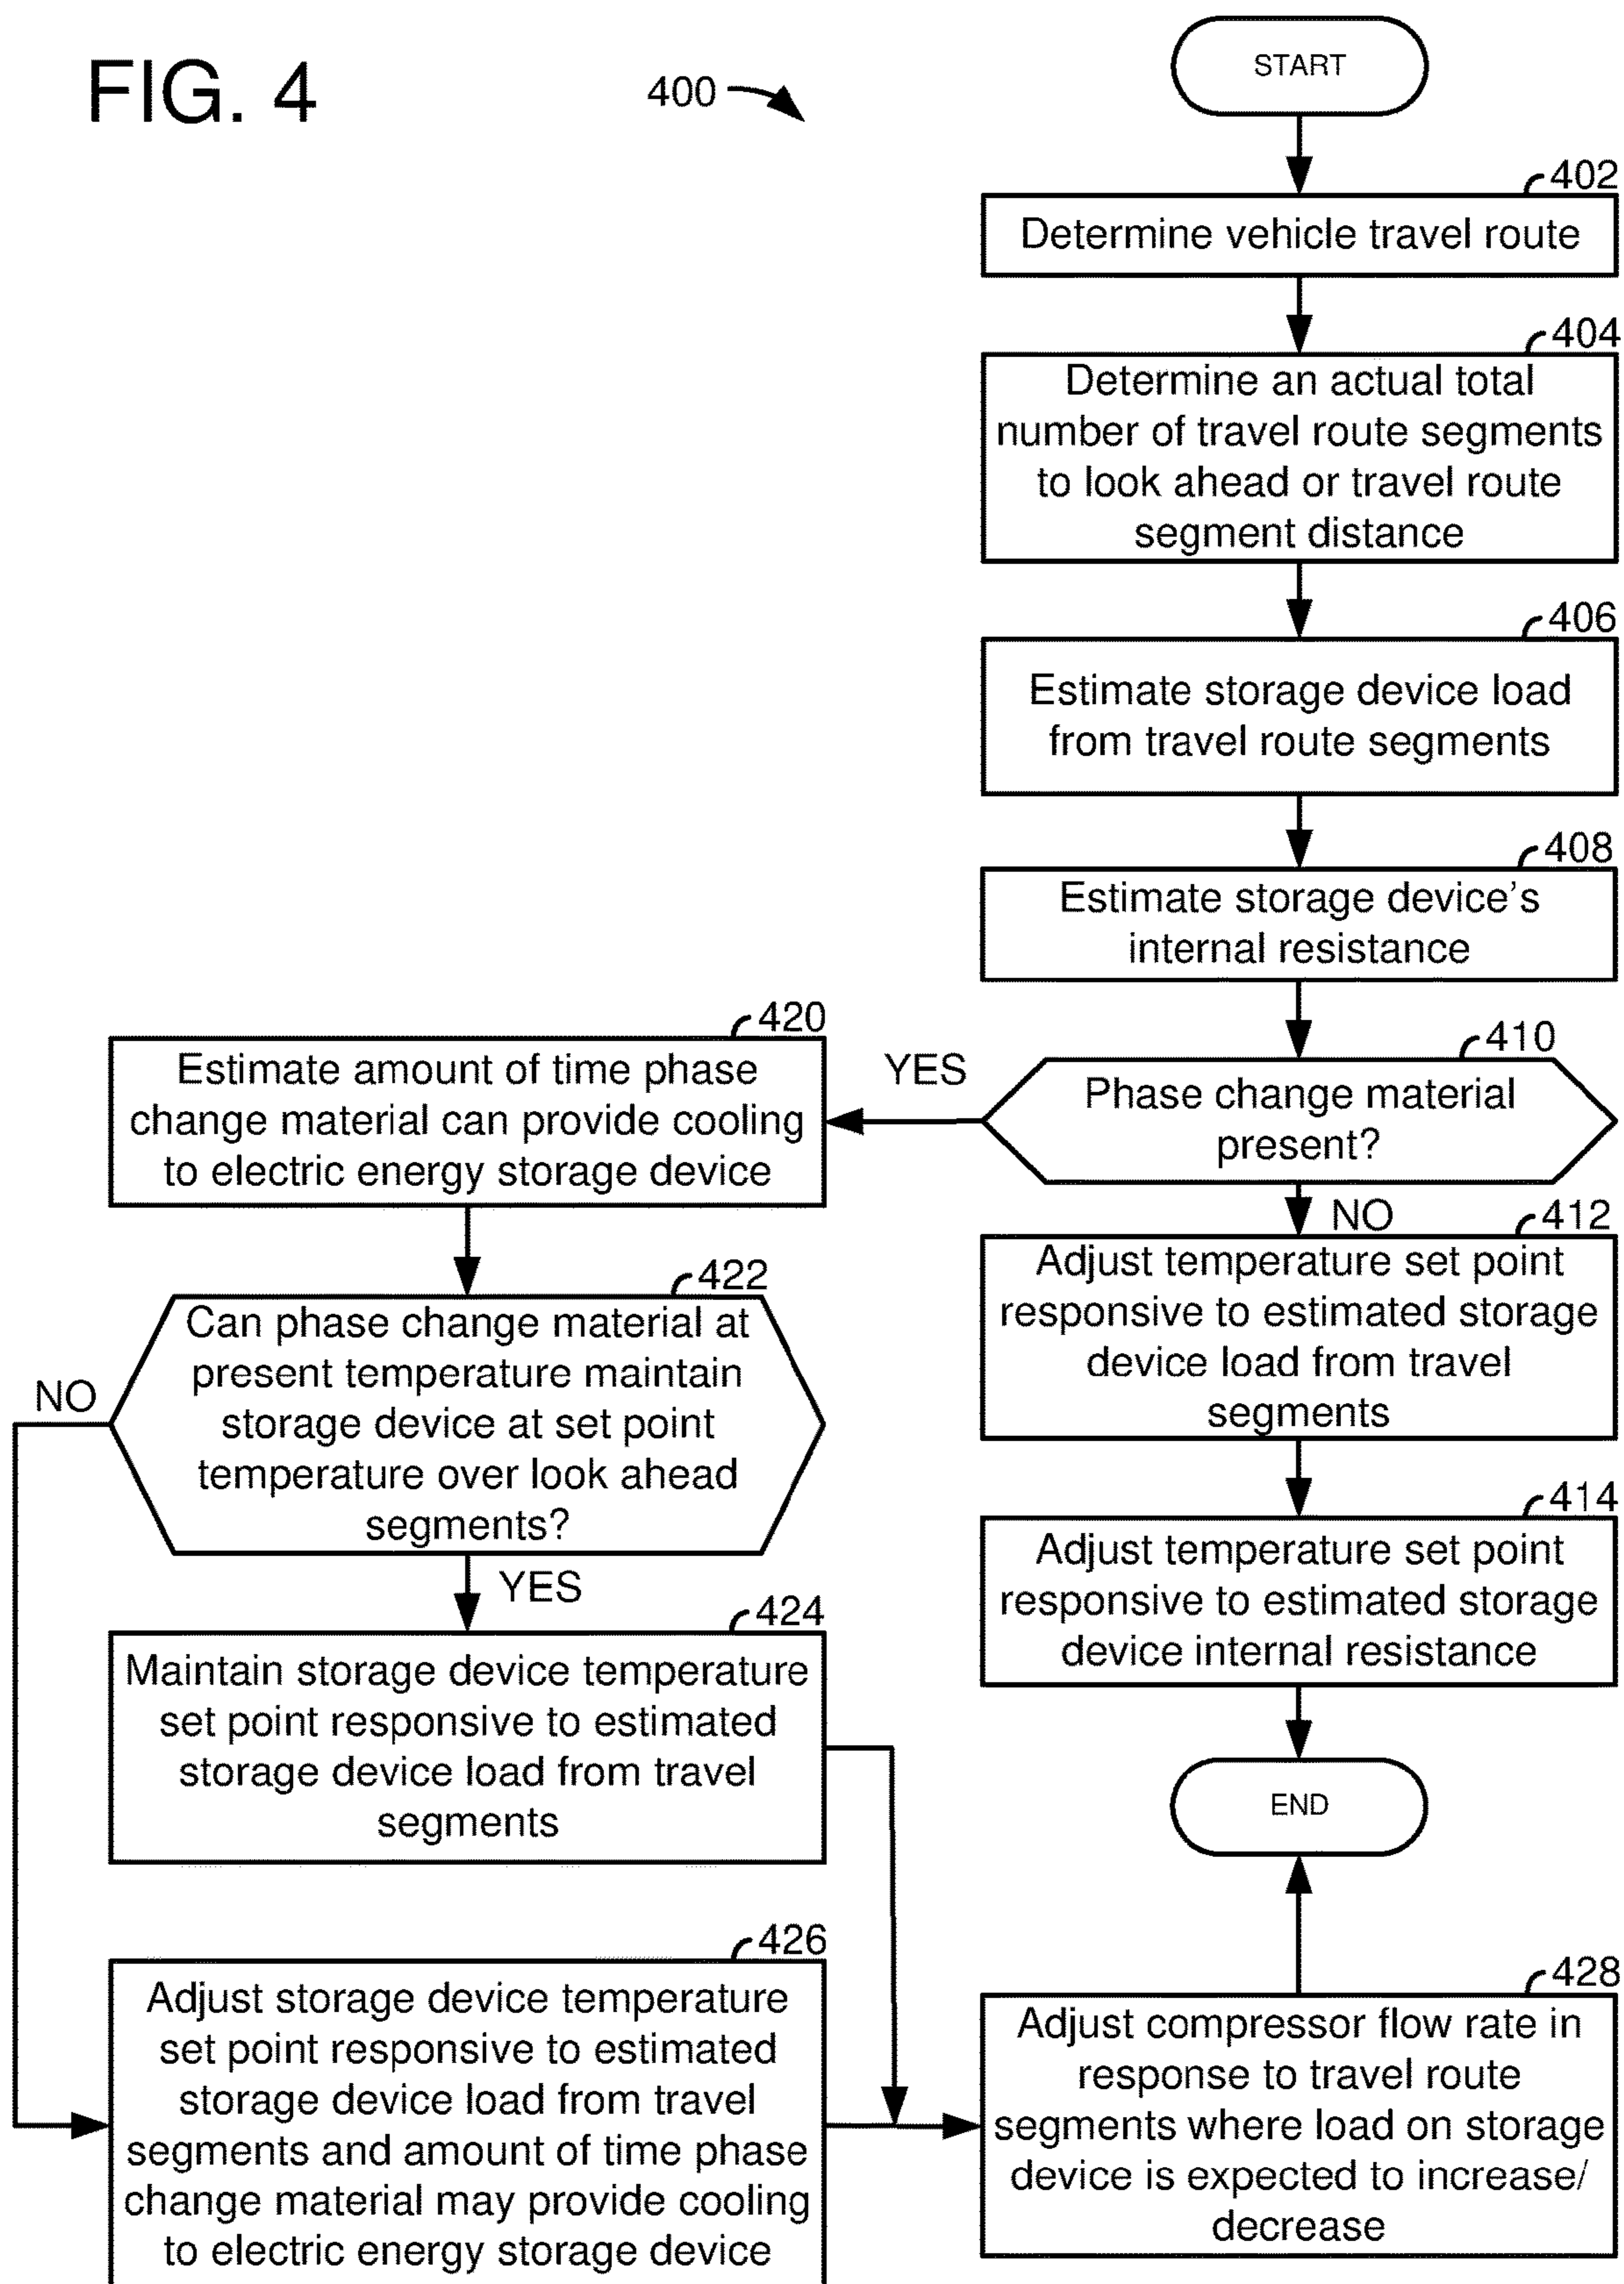 FIG. 4
400
START
402
Determine vehicle travel route
404
Determine an actual total
number of travel route segments
to look ahead or travel route
segment distance
406
Estimate storage device load
from travel route segments
408
Estimate storage device's
internal resistance
410
Phase change material
present?
YES
NO
412
Adjust temperature set point
responsive to estimated storage
device load from travel
segments
414
Adjust temperature set point
responsive to estimated storage
device internal resistance
END
420
Estimate amount of time phase
change material can provide cooling
to electric energy storage device
422
Can phase change material at
present temperature maintain
storage device at set point
temperature over look ahead
segments?
NO
YES
424
Maintain storage device temperature
set point responsive to estimated
storage device load from travel
segments
426
Adjust storage device temperature
set point responsive to estimated
storage device load from travel
segments and amount of time phase
change material may provide cooling
to electric energy storage device
428
Adjust compressor flow rate in
response to travel route
segments where load on storage
device is expected to increase/
decrease